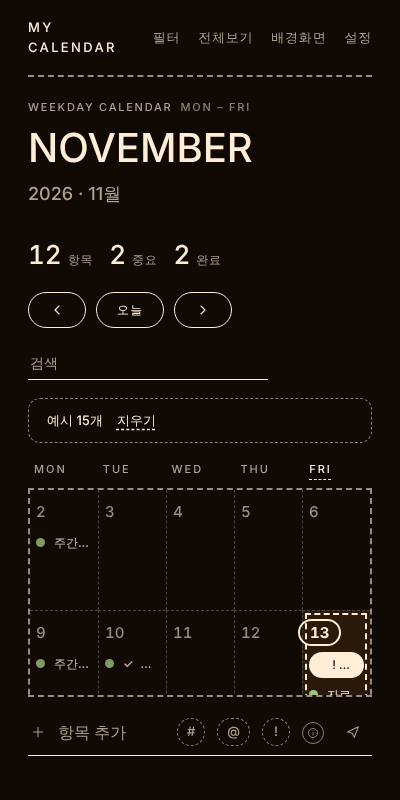 MY
CALENDAR
필터 전체보기 배경화면 설정
WEEKDAY CALENDAR MON – FRI
NOVEMBER
2026 · 11월
12 항목 2 중요 2 완료
오늘
검색
예시 15개 지우기
MON TUE WED THU FRI
2 3 4 5 6
주간...
9 10 11 12 13
주간... ✓ ... ! ...
+ 항목 추가 # @ !